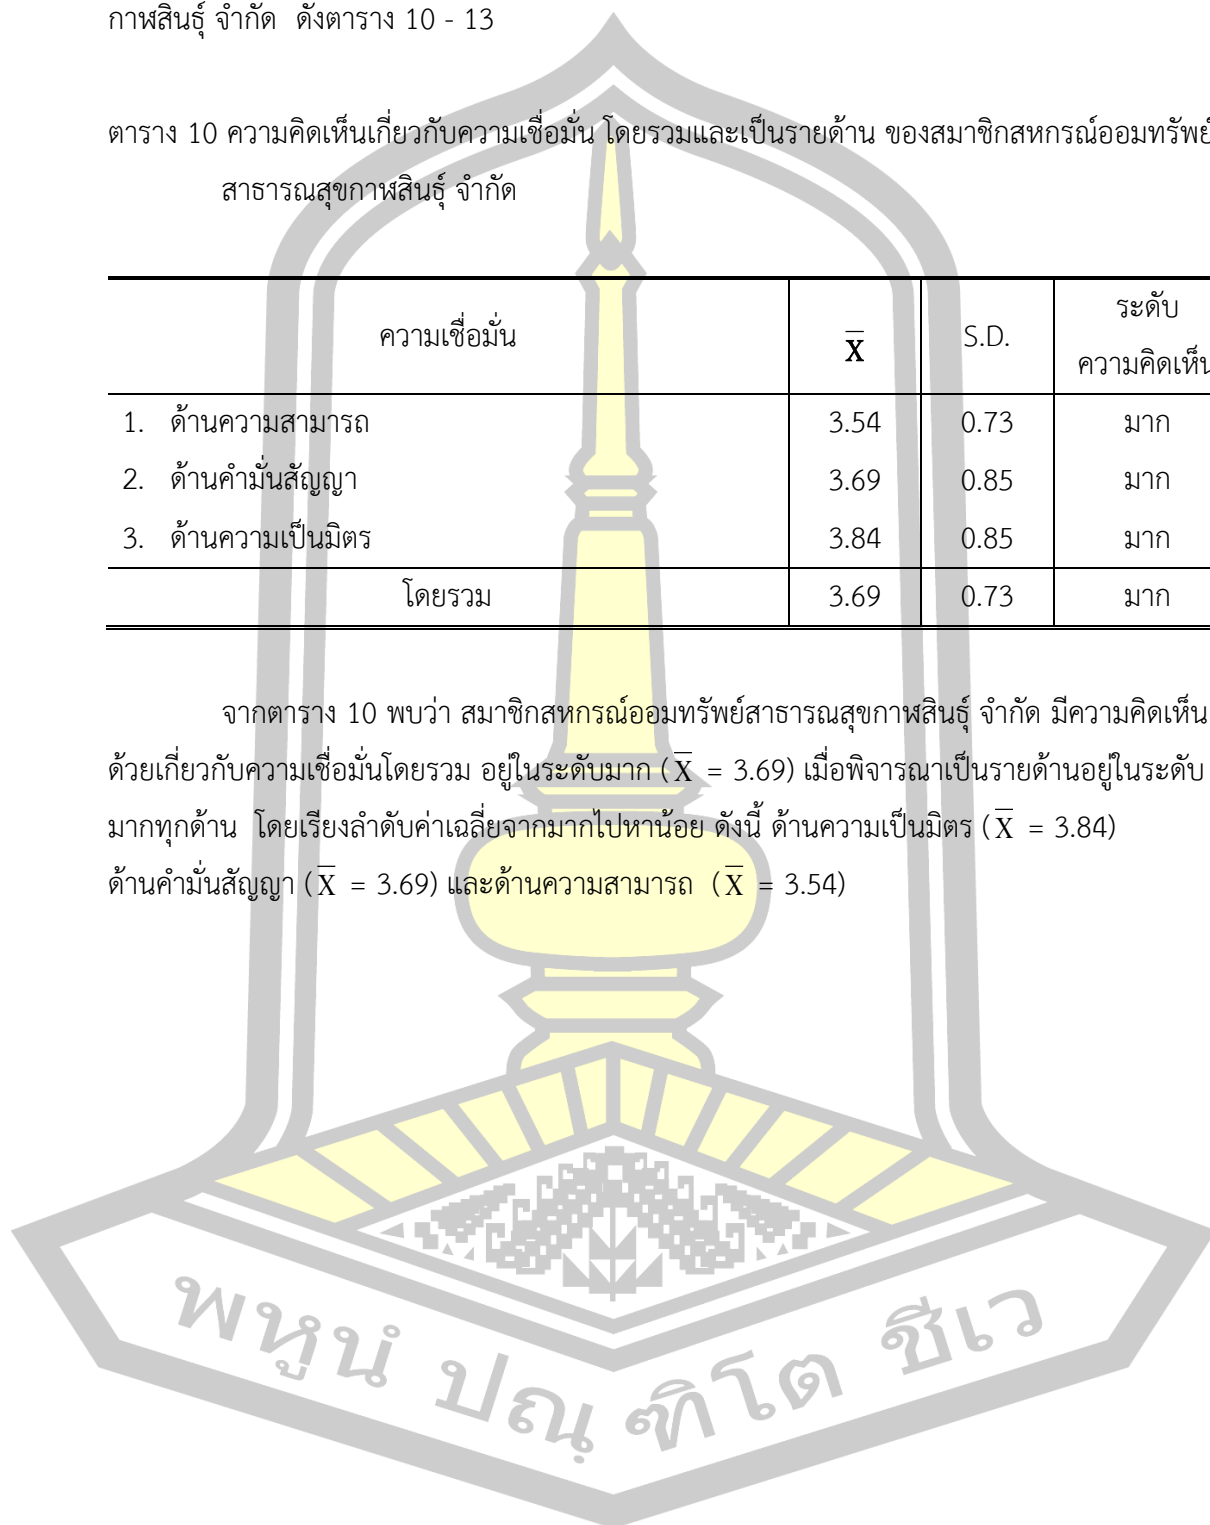 กาฬสินธุ์ จำกัด ดังตาราง 10 - 13
ตาราง 10 ความคิดเห็นเกี่ยวกับความเชื่อมั่น โดยรวมและเป็นรายด้าน ของสมาชิกสหกรณ์ออมทรัพย์
สาธารณสุขกาฬสินธุ์ จำกัด
ความเชื่อมั่น X̄ S.D. ระดับ
ความคิดเห็น
1. ด้านความสามารถ 3.54 0.73 มาก
2. ด้านคำมั่นสัญญา 3.69 0.85 มาก
3. ด้านความเป็นมิตร 3.84 0.85 มาก
โดยรวม 3.69 0.73 มาก
จากตาราง 10 พบว่า สมาชิกสหกรณ์ออมทรัพย์สาธารณสุขกาฬสินธุ์ จำกัด มีความคิดเห็น
ด้วยเกี่ยวกับความเชื่อมั่นโดยรวม อยู่ในระดับมาก (X̄ = 3.69) เมื่อพิจารณาเป็นรายด้านอยู่ในระดับ
มากทุกด้าน โดยเรียงลำดับค่าเฉลี่ยจากมากไปหาน้อย ดังนี้ ด้านความเป็นมิตร (X̄ = 3.84)
ด้านคำมั่นสัญญา (X̄ = 3.69) และด้านความสามารถ (X̄ = 3.54)
พหูนํ ปณฺฑิโต ชีเว